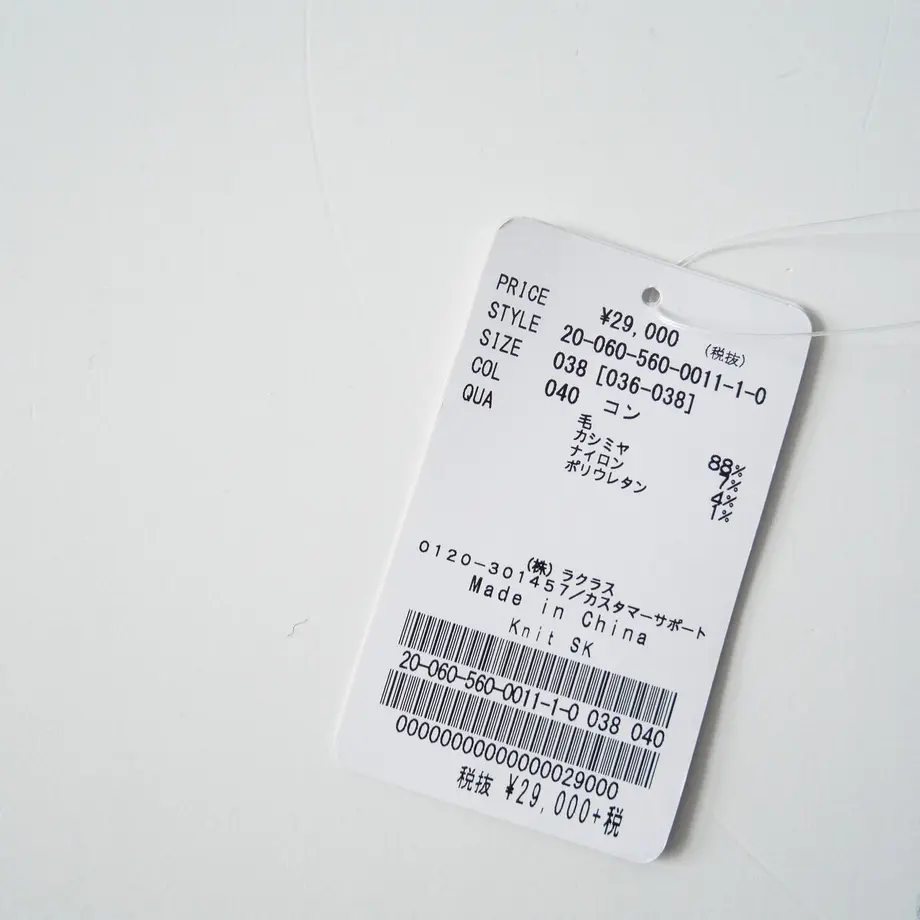 PRICE ¥29,000 (税抜)
STYLE 20-060-560-0011-1-0
SIZE 038 [036-038]
COL 040 コン
QUA 毛 88%
カシミヤ 7%
ナイロン 4%
ポリウレタン 1%
(株)ラクラス
0120-301457/カスタマーサポート
Made in China
Knit SK
20-060-560-0011-1-0 038 040
0000000000000029000
税抜 ¥29,000+税